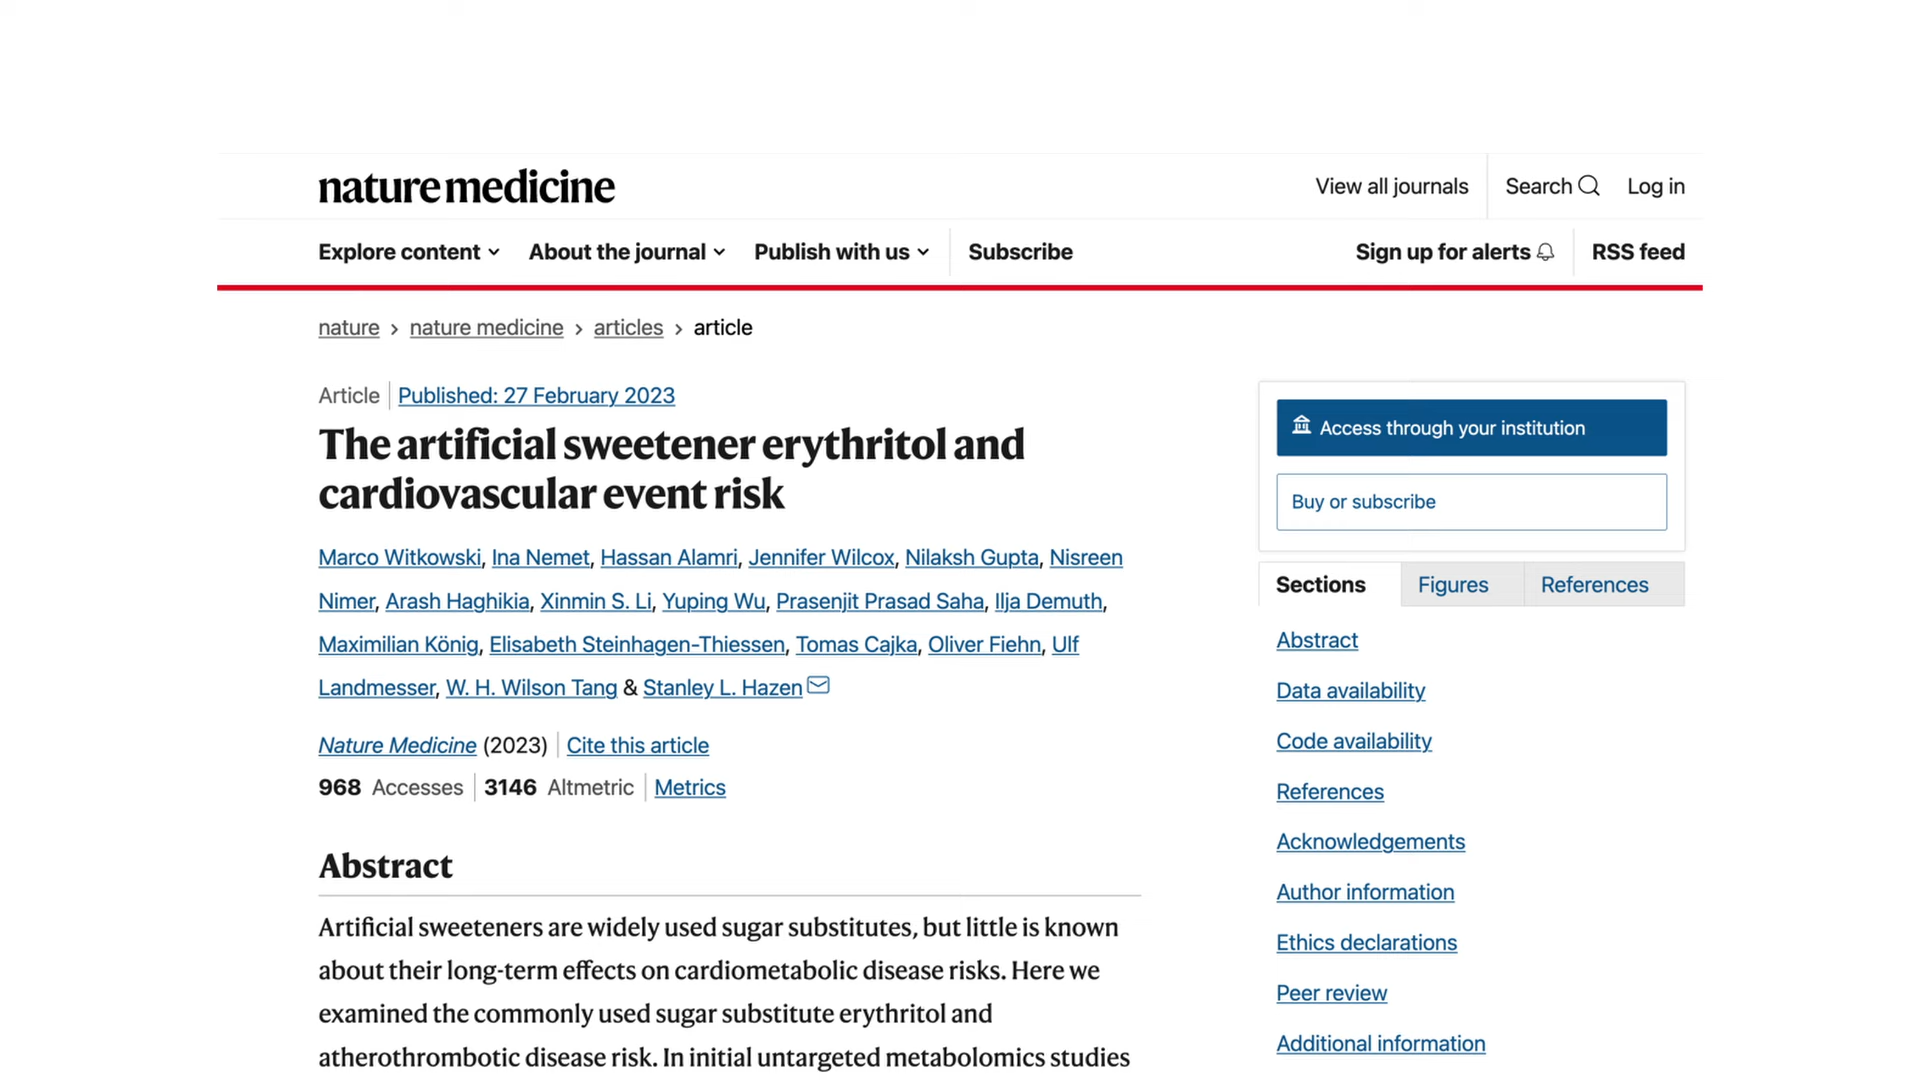 nature medicine
View all journals
Search
Log in
Explore content
About the journal
Publish with us
Subscribe
Sign up for alerts
RSS feed
nature > nature medicine > articles > article
Article
Published: 27 February 2023
The artificial sweetener erythritol and
cardiovascular event risk
Marco Witkowski, Ina Nemet, Hassan Alamri, Jennifer Wilcox, Nilaksh Gupta, Nisreen
Nimer, Arash Haghikia, Xinmin S. Li, Yuping Wu, Prasenjit Prasad Saha, Ilja Demuth,
Maximilian König, Elisabeth Steinhagen-Thiessen, Tomas Cajka, Oliver Fiehn, Ulf
Landmesser, W. H. Wilson Tang & Stanley L. Hazen
Nature Medicine (2023)
Cite this article
968 Accesses
3146 Altmetric
Metrics
Abstract
Artificial sweeteners are widely used sugar substitutes, but little is known
about their long-term effects on cardiometabolic disease risks. Here we
examined the commonly used sugar substitute erythritol and
atherothrombotic disease risk. In initial untargeted metabolomics studies
Access through your institution
Buy or subscribe
Sections
Figures
References
Abstract
Data availability
Code availability
References
Acknowledgements
Author information
Ethics declarations
Peer review
Additional information